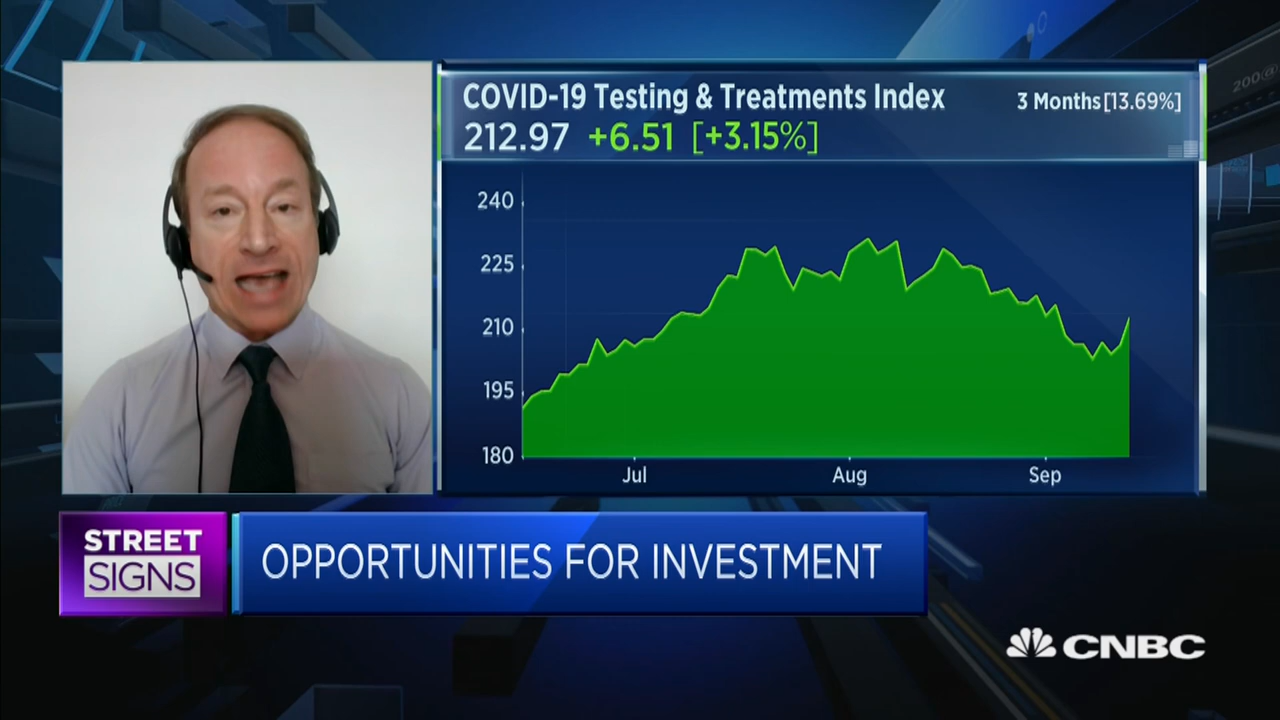 COVID-19 Testing & Treatments Index
3 Months[13.69%]
212.97 +6.51 [+3.15%]
240
225
210
195
180
Jul Aug Sep
STREET
SIGNS
OPPORTUNITIES FOR INVESTMENT
CNBC
200@